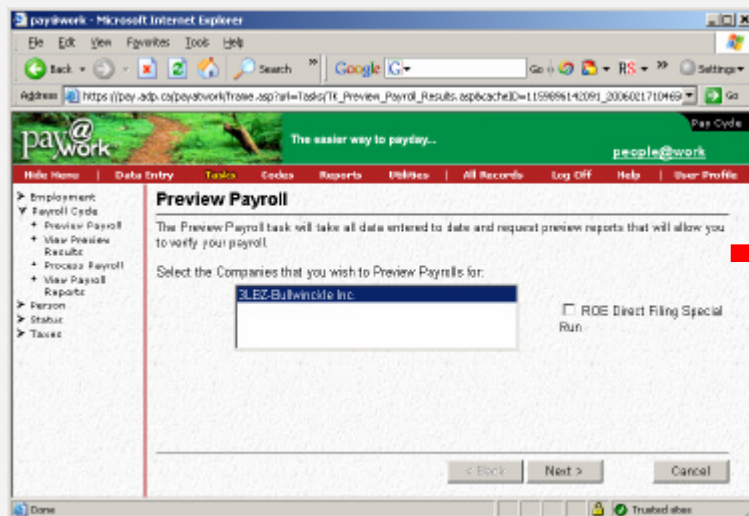 pay@work - Microsoft Internet Explorer
File Edit View Favorites Tools Help
Back Search Google G Go RS Settings
Address https://pay.adp.ca/payatwork/frame.asp?url=Tasks/TK_Preview_Payroll_Results.asp&cacheID= Go
pay@work The easier way to payday... Pay Cycle
people@work
Hide Menu | Data Entry Tasks Codes Reports Utilities | All Records Log Off Help | User Profile
Employment
Payroll Cycle
Preview Payroll
View Preview
Results
Process Payroll
View Payroll
Reports
Person
Status
Taxes
Preview Payroll
The Preview Payroll task will take all data entered to date and request preview reports that will allow you
to verify your payroll.
Select the Companies that you wish to Preview Payrolls for:
3LBZ-Bullwinckle Inc.
ROE Direct Filing Special
Run
< Back Next > Cancel
Done Trusted sites